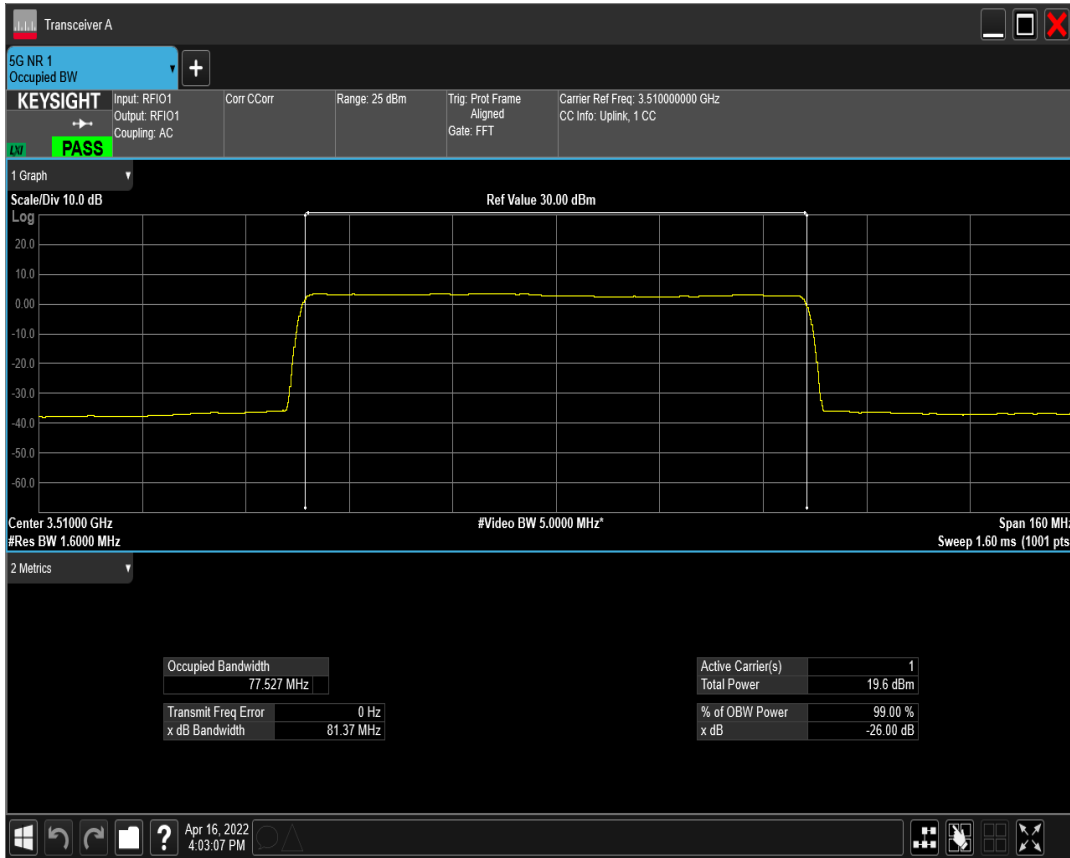 Transceiver A
5G NR 1
Occupied BW
KEYSIGHT
LXI
PASS
Input: RFIO1
Output: RFIO1
Coupling: AC
Corr CCorr
Range: 25 dBm
Trig: Prot Frame
Aligned
Gate: FFT
Carrier Ref Freq: 3.510000000 GHz
CC Info: Uplink, 1 CC
1 Graph
Scale/Div 10.0 dB
Ref Value 30.00 dBm
Log
20.0
10.0
0.00
-10.0
-20.0
-30.0
-40.0
-50.0
-60.0
Center 3.51000 GHz
#Video BW 5.0000 MHz*
Span 160 MHz
#Res BW 1.6000 MHz
Sweep 1.60 ms (1001 pts
2 Metrics
Occupied Bandwidth
77.527 MHz
Transmit Freq Error 0 Hz
x dB Bandwidth 81.37 MHz
Active Carrier(s) 1
Total Power 19.6 dBm
% of OBW Power 99.00 %
x dB -26.00 dB
?
Apr 16, 2022
4:03:07 PM